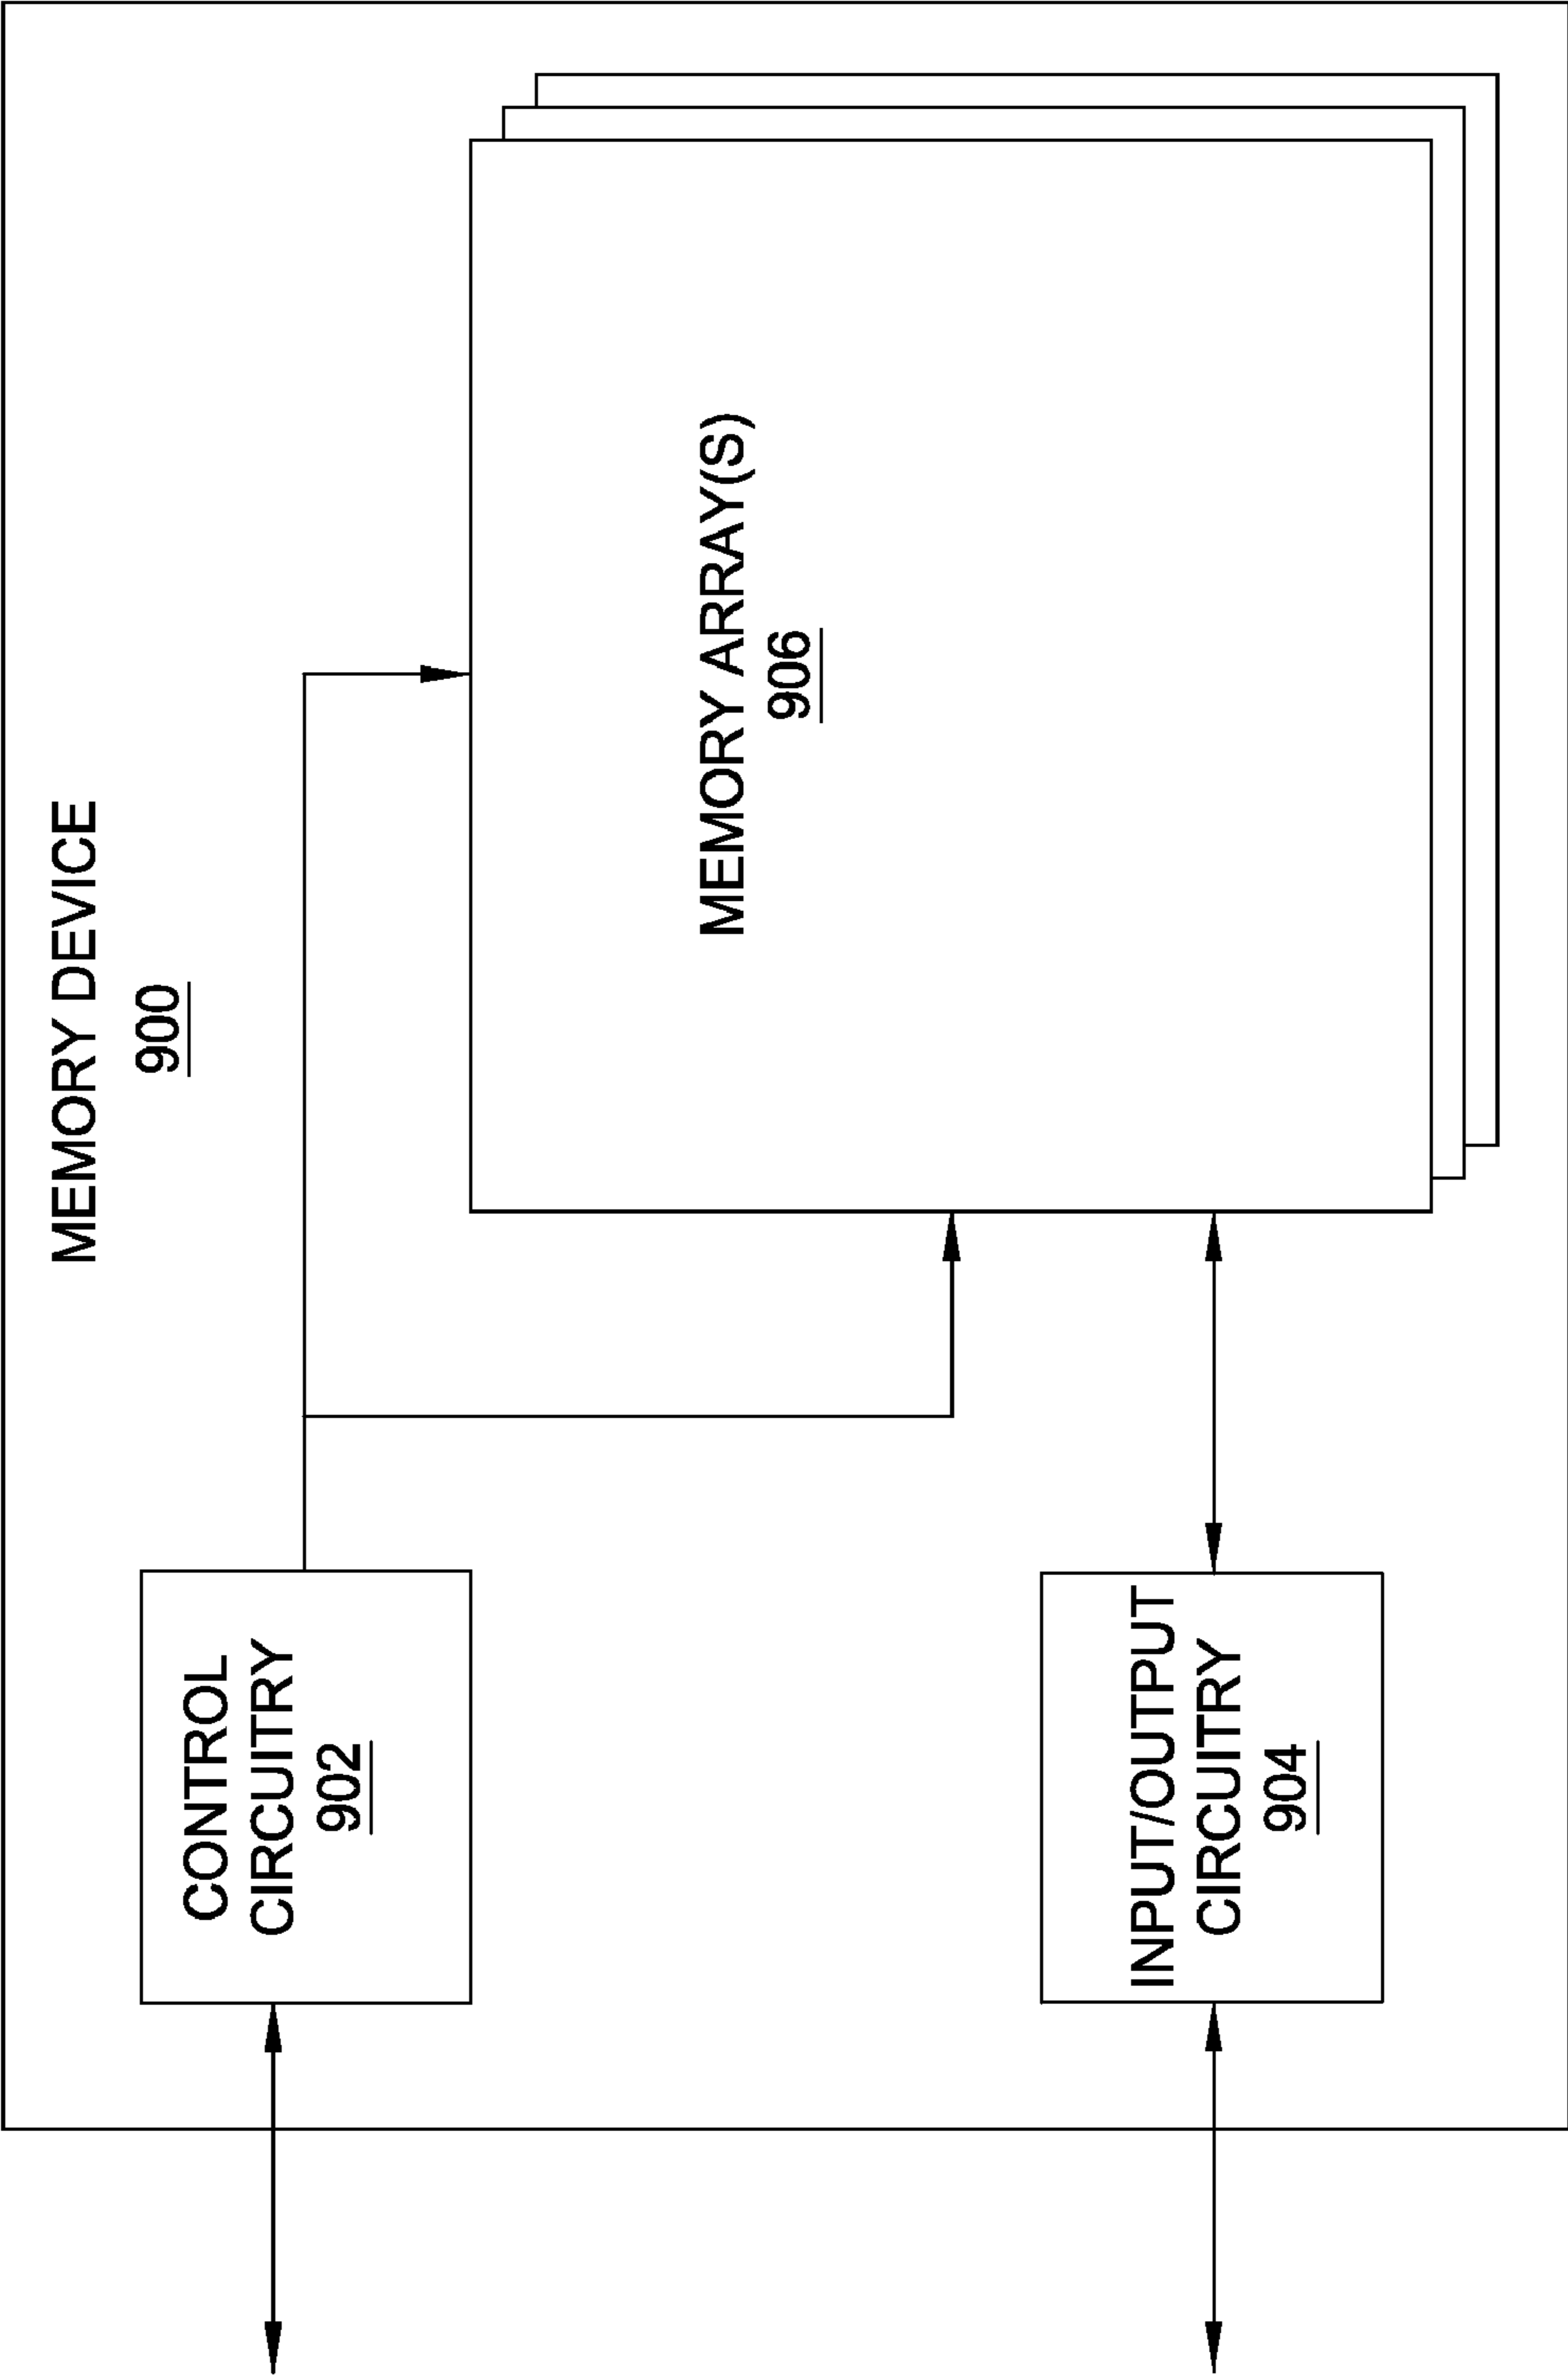 MEMORY DEVICE
900
CONTROL
CIRCUITRY
902
MEMORY ARRAY(S)
906
INPUT/OUTPUT
CIRCUITRY
904